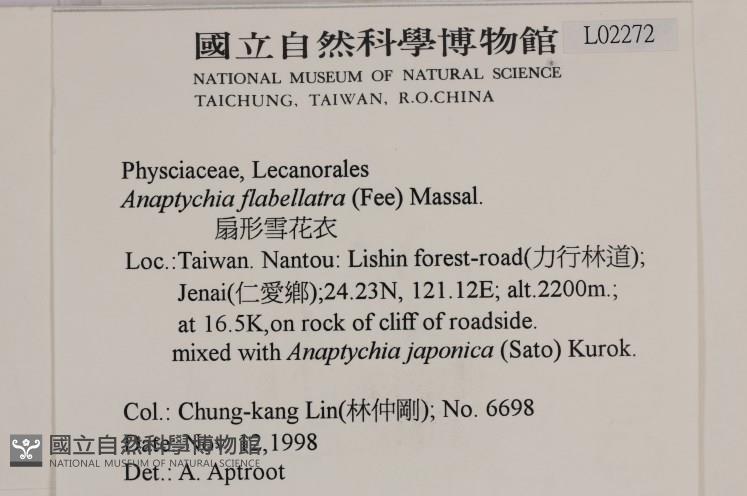 國立自然科學博物館
L02272
NATIONAL MUSEUM OF NATURAL SCIENCE
TAICHUNG, TAIWAN, R.O.CHINA
Physciaceae, Lecanorales
Anaptychia flabellatra (Fee) Massal.
扇形雪花衣
Loc.:Taiwan. Nantou: Lishin forest-road(力行林道);
Jenai(仁愛鄉);24.23N, 121.12E; alt.2200m.;
at 16.5K,on rock of cliff of roadside.
mixed with Anaptychia japonica (Sato) Kurok.
Col.: Chung-kang Lin(林仲剛); No. 6698
Date: Nov. 12,1998
Det.: A. Aptroot
國立自然科學博物館
NATIONAL MUSEUM OF NATURAL SCIENCE